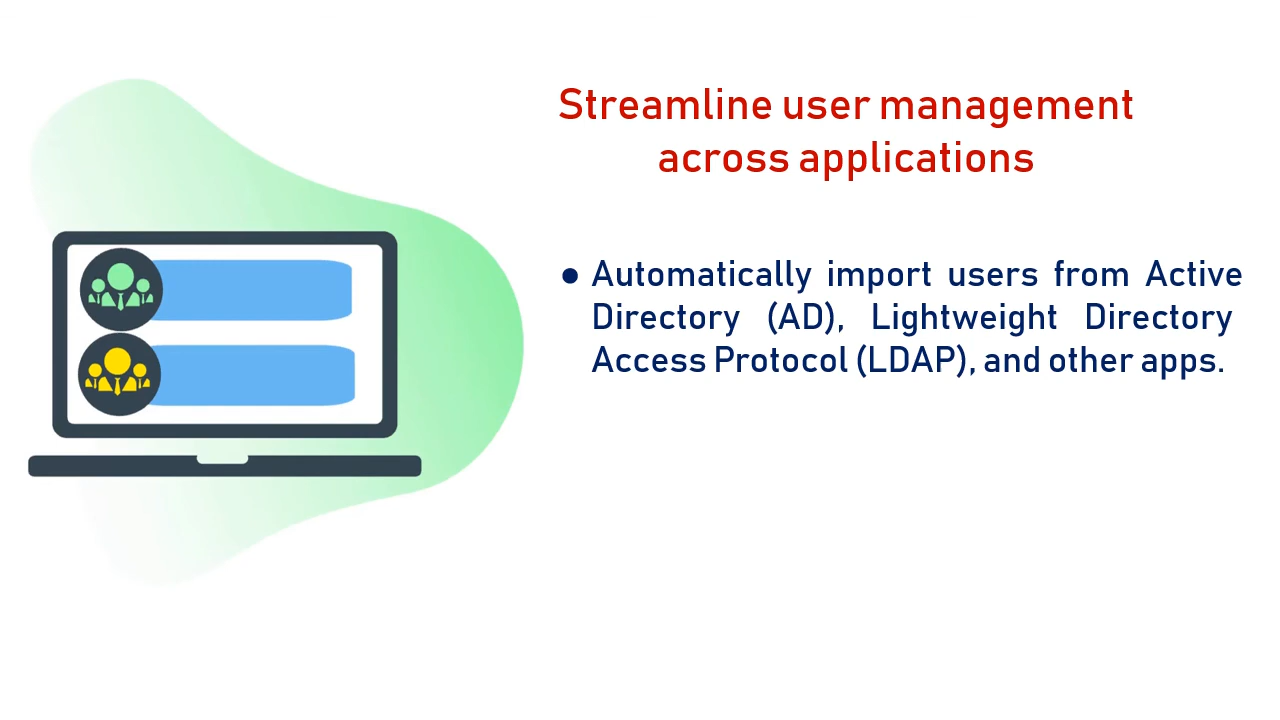 Streamline user management
across applications
● Automatically import users from Active
Directory (AD), Lightweight Directory
Access Protocol (LDAP), and other apps.